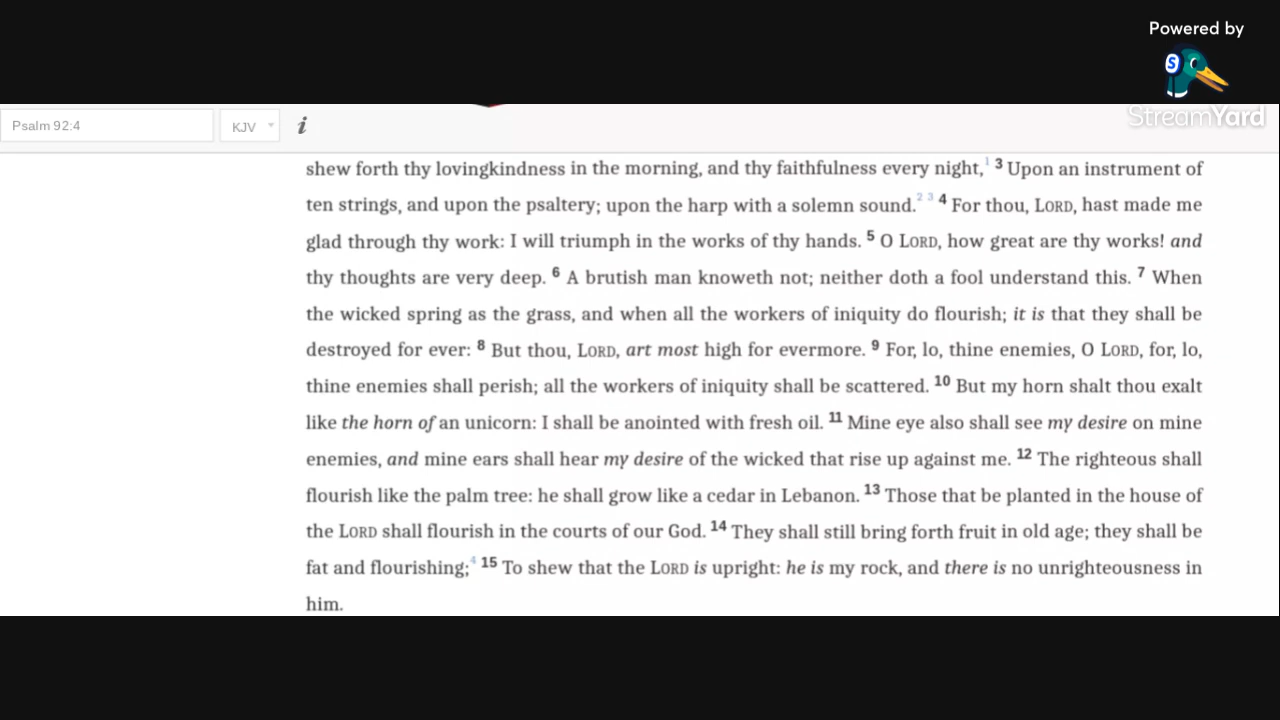 Powered by
S
StreamYard
Psalm 92:4 KJV i
shew forth thy lovingkindness in the morning, and thy faithfulness every night,1 3 Upon an instrument of
ten strings, and upon the psaltery; upon the harp with a solemn sound.2 3 4 For thou, LORD, hast made me
glad through thy work: I will triumph in the works of thy hands. 5 O LORD, how great are thy works! and
thy thoughts are very deep. 6 A brutish man knoweth not; neither doth a fool understand this. 7 When
the wicked spring as the grass, and when all the workers of iniquity do flourish; it is that they shall be
destroyed for ever: 8 But thou, LORD, art most high for evermore. 9 For, lo, thine enemies, O LORD, for, lo,
thine enemies shall perish; all the workers of iniquity shall be scattered. 10 But my horn shalt thou exalt
like the horn of an unicorn: I shall be anointed with fresh oil. 11 Mine eye also shall see my desire on mine
enemies, and mine ears shall hear my desire of the wicked that rise up against me. 12 The righteous shall
flourish like the palm tree: he shall grow like a cedar in Lebanon. 13 Those that be planted in the house of
the LORD shall flourish in the courts of our God. 14 They shall still bring forth fruit in old age; they shall be
fat and flourishing;4 15 To shew that the LORD is upright: he is my rock, and there is no unrighteousness in
him.